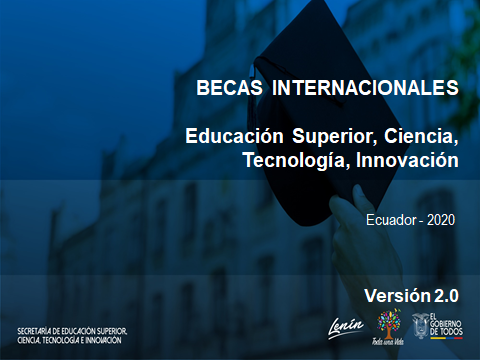 BECAS INTERNACIONALES
Educación Superior, Ciencia,
Tecnología, Innovación
Ecuador - 2020
Versión 2.0
SECRETARÍA DE EDUCACIÓN SUPERIOR,
CIENCIA, TECNOLOGÍA E INNOVACIÓN
Lenín
Toda una Vida
EL
GOBIERNO
DE TODOS